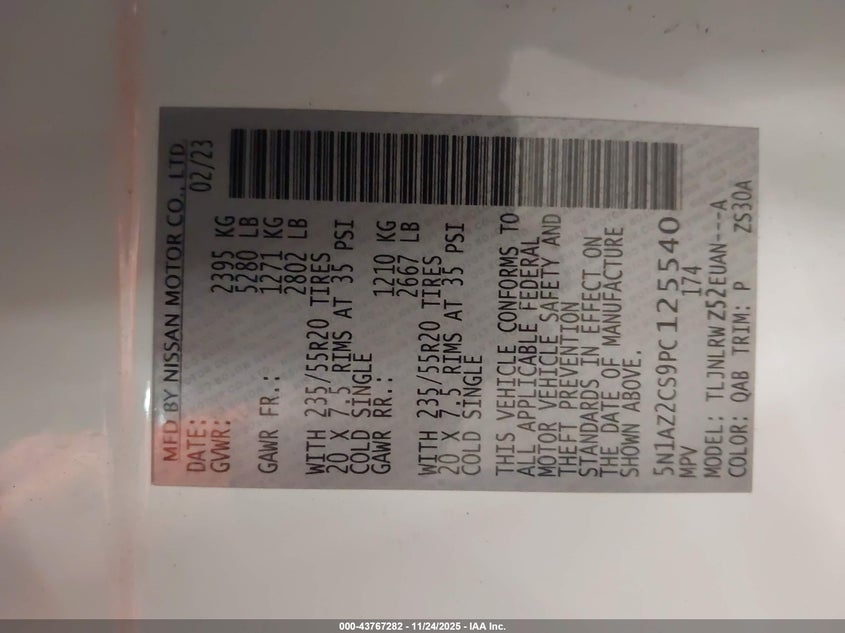 MFD BY NISSAN MOTOR CO., LTD
DATE: 02/23
GVWR: 2395 KG
5280 LB
GAWR FR.: 1271 KG
2802 LB
WITH 235/55R20 TIRES
20 X 7.5 RIMS AT 35 PSI
COLD SINGLE
GAWR RR.: 1210 KG
2667 LB
WITH 235/55R20 TIRES
20 X 7.5 RIMS AT 35 PSI
COLD SINGLE
THIS VEHICLE CONFORMS TO
ALL APPLICABLE FEDERAL
MOTOR VEHICLE SAFETY AND
THEFT PREVENTION
STANDARDS IN EFFECT ON
THE DATE OF MANUFACTURE
SHOWN ABOVE.
5N1AZ2CS9PC125540
MPV 174
MODEL: TLJNLRWZS2EUAN---A
COLOR: QAB TRIM: P ZS30A
000-43767282 - 11/24/2025 - IAA Inc.